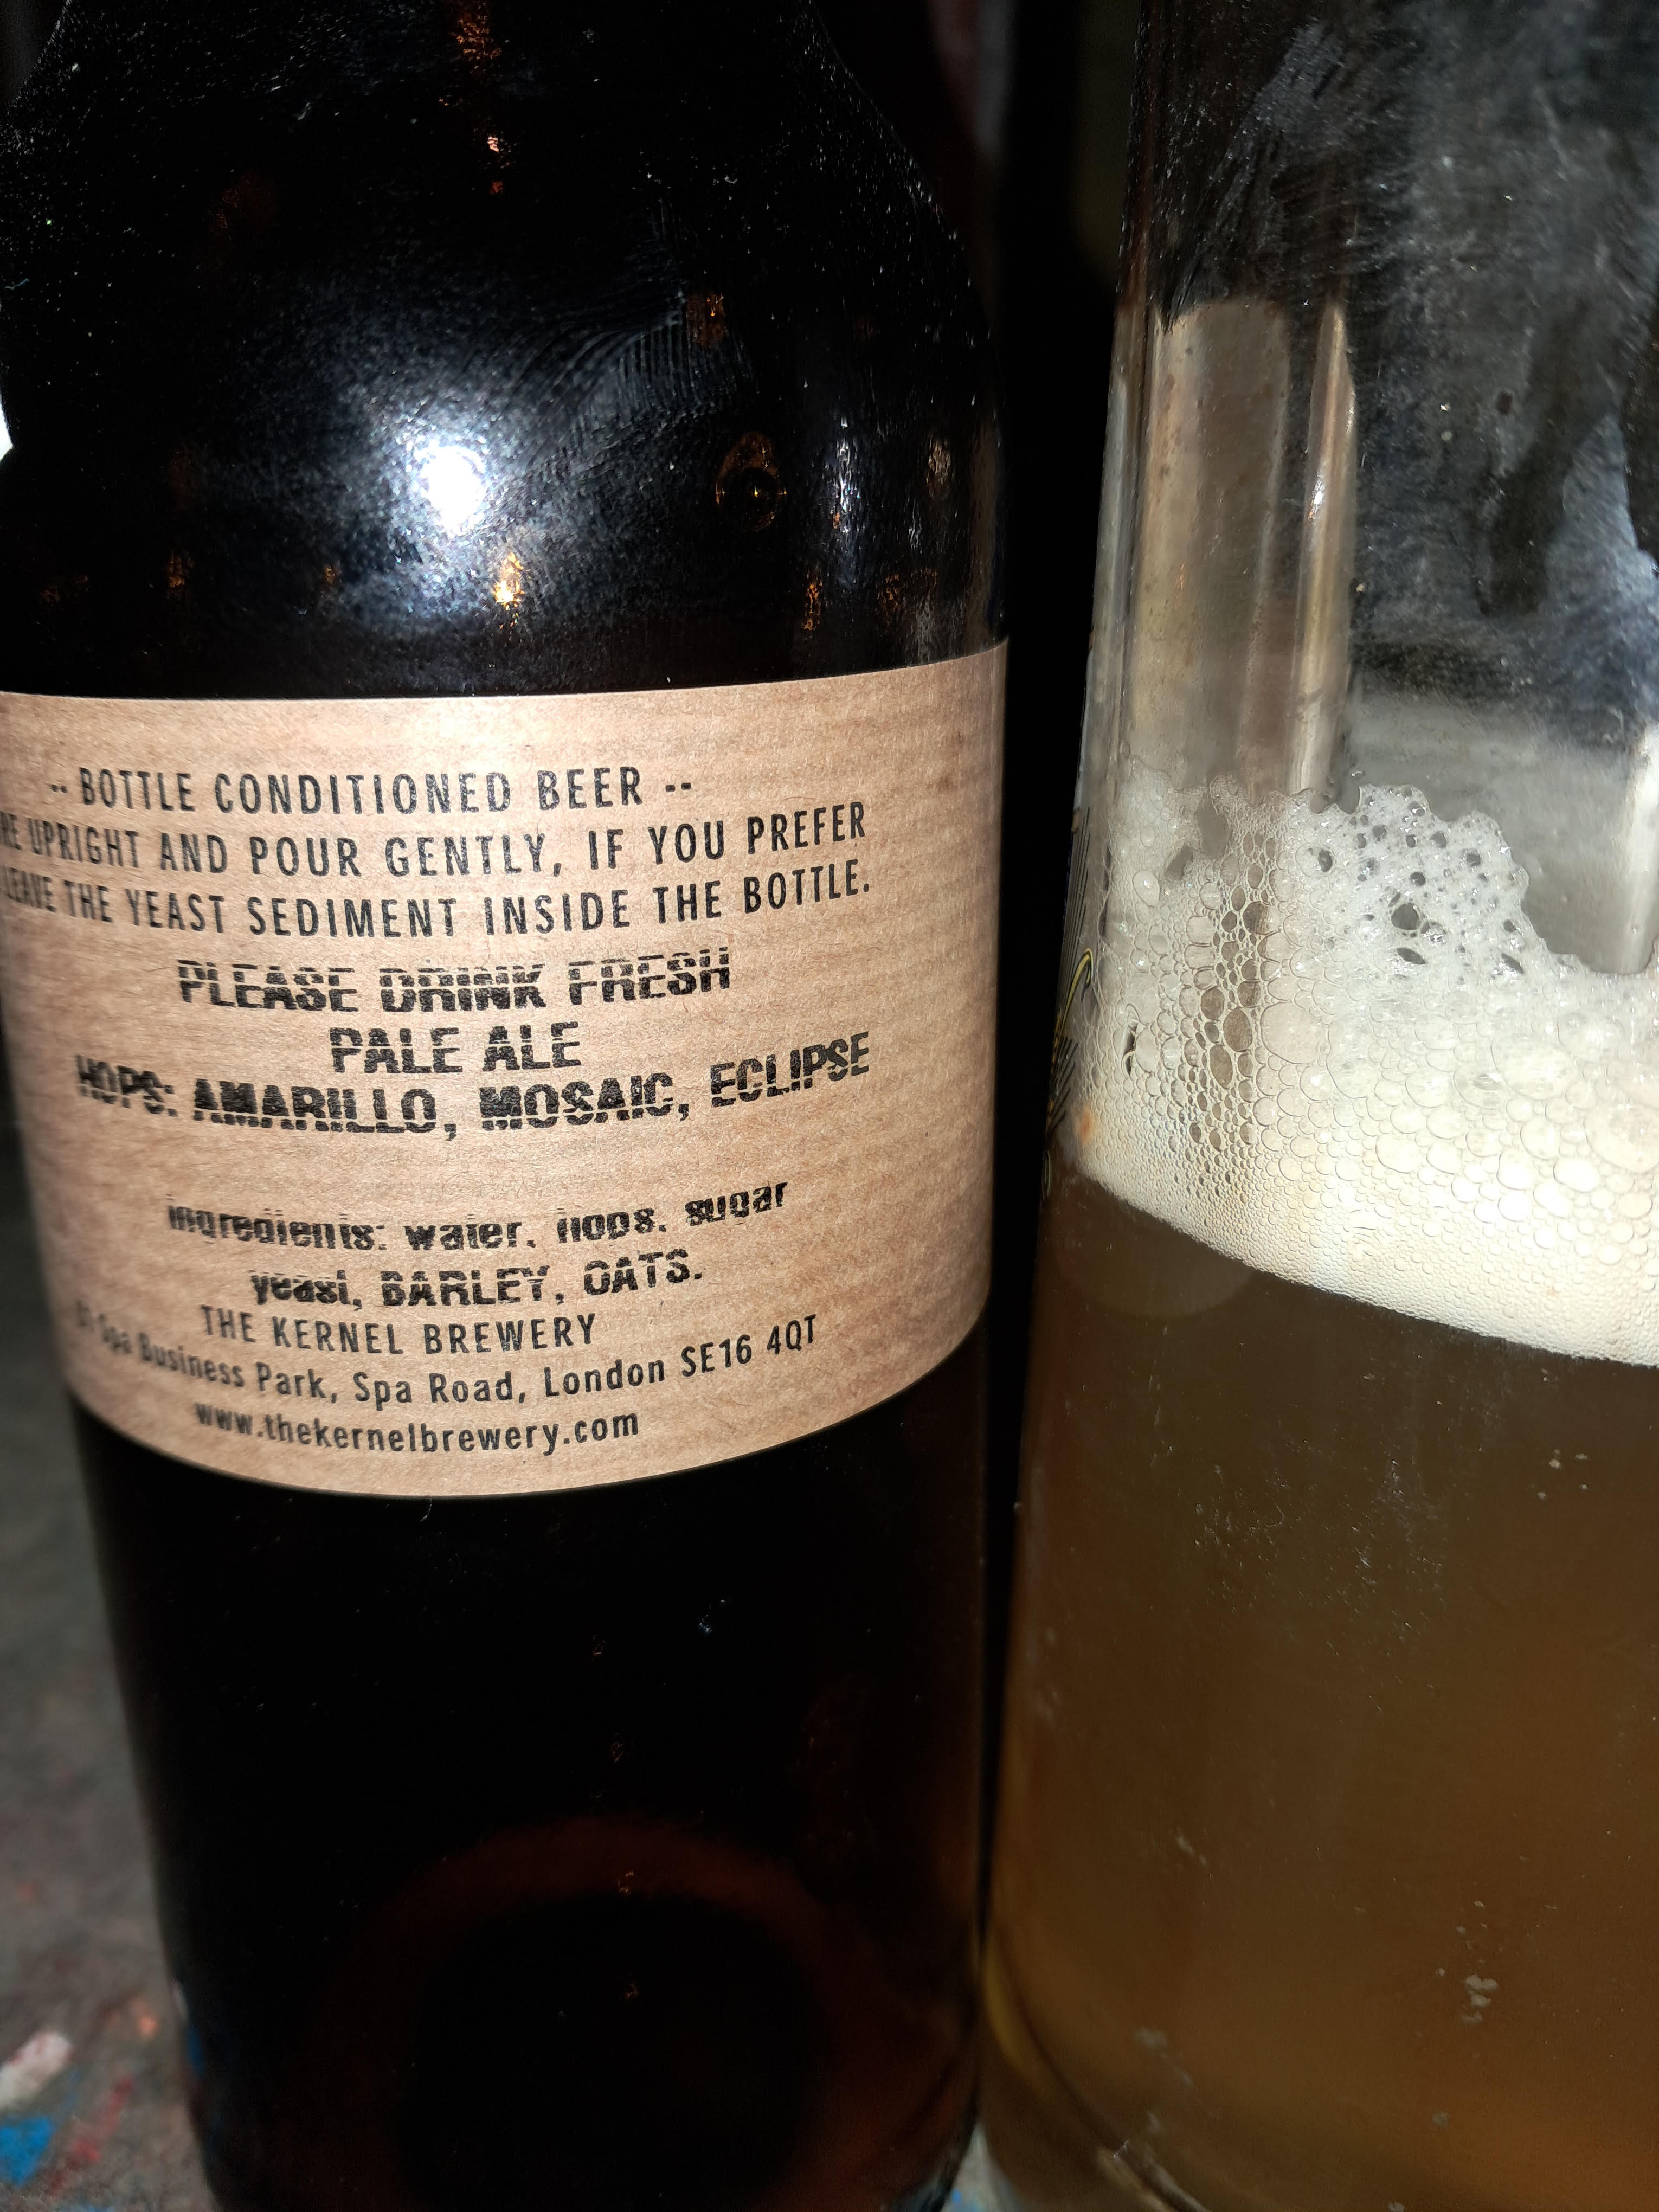 -- BOTTLE CONDITIONED BEER --
UPRIGHT AND POUR GENTLY, IF YOU PREFER
LEAVE THE YEAST SEDIMENT INSIDE THE BOTTLE.
PLEASE DRINK FRESH
PALE ALE
HOPS: AMARILLO, MOSAIC, ECLIPSE
ingredients: water, hops, sugar
yeast, BARLEY, OATS.
THE KERNEL BREWERY
Spa Business Park, Spa Road, London SE16 4QT
www.thekernelbrewery.com